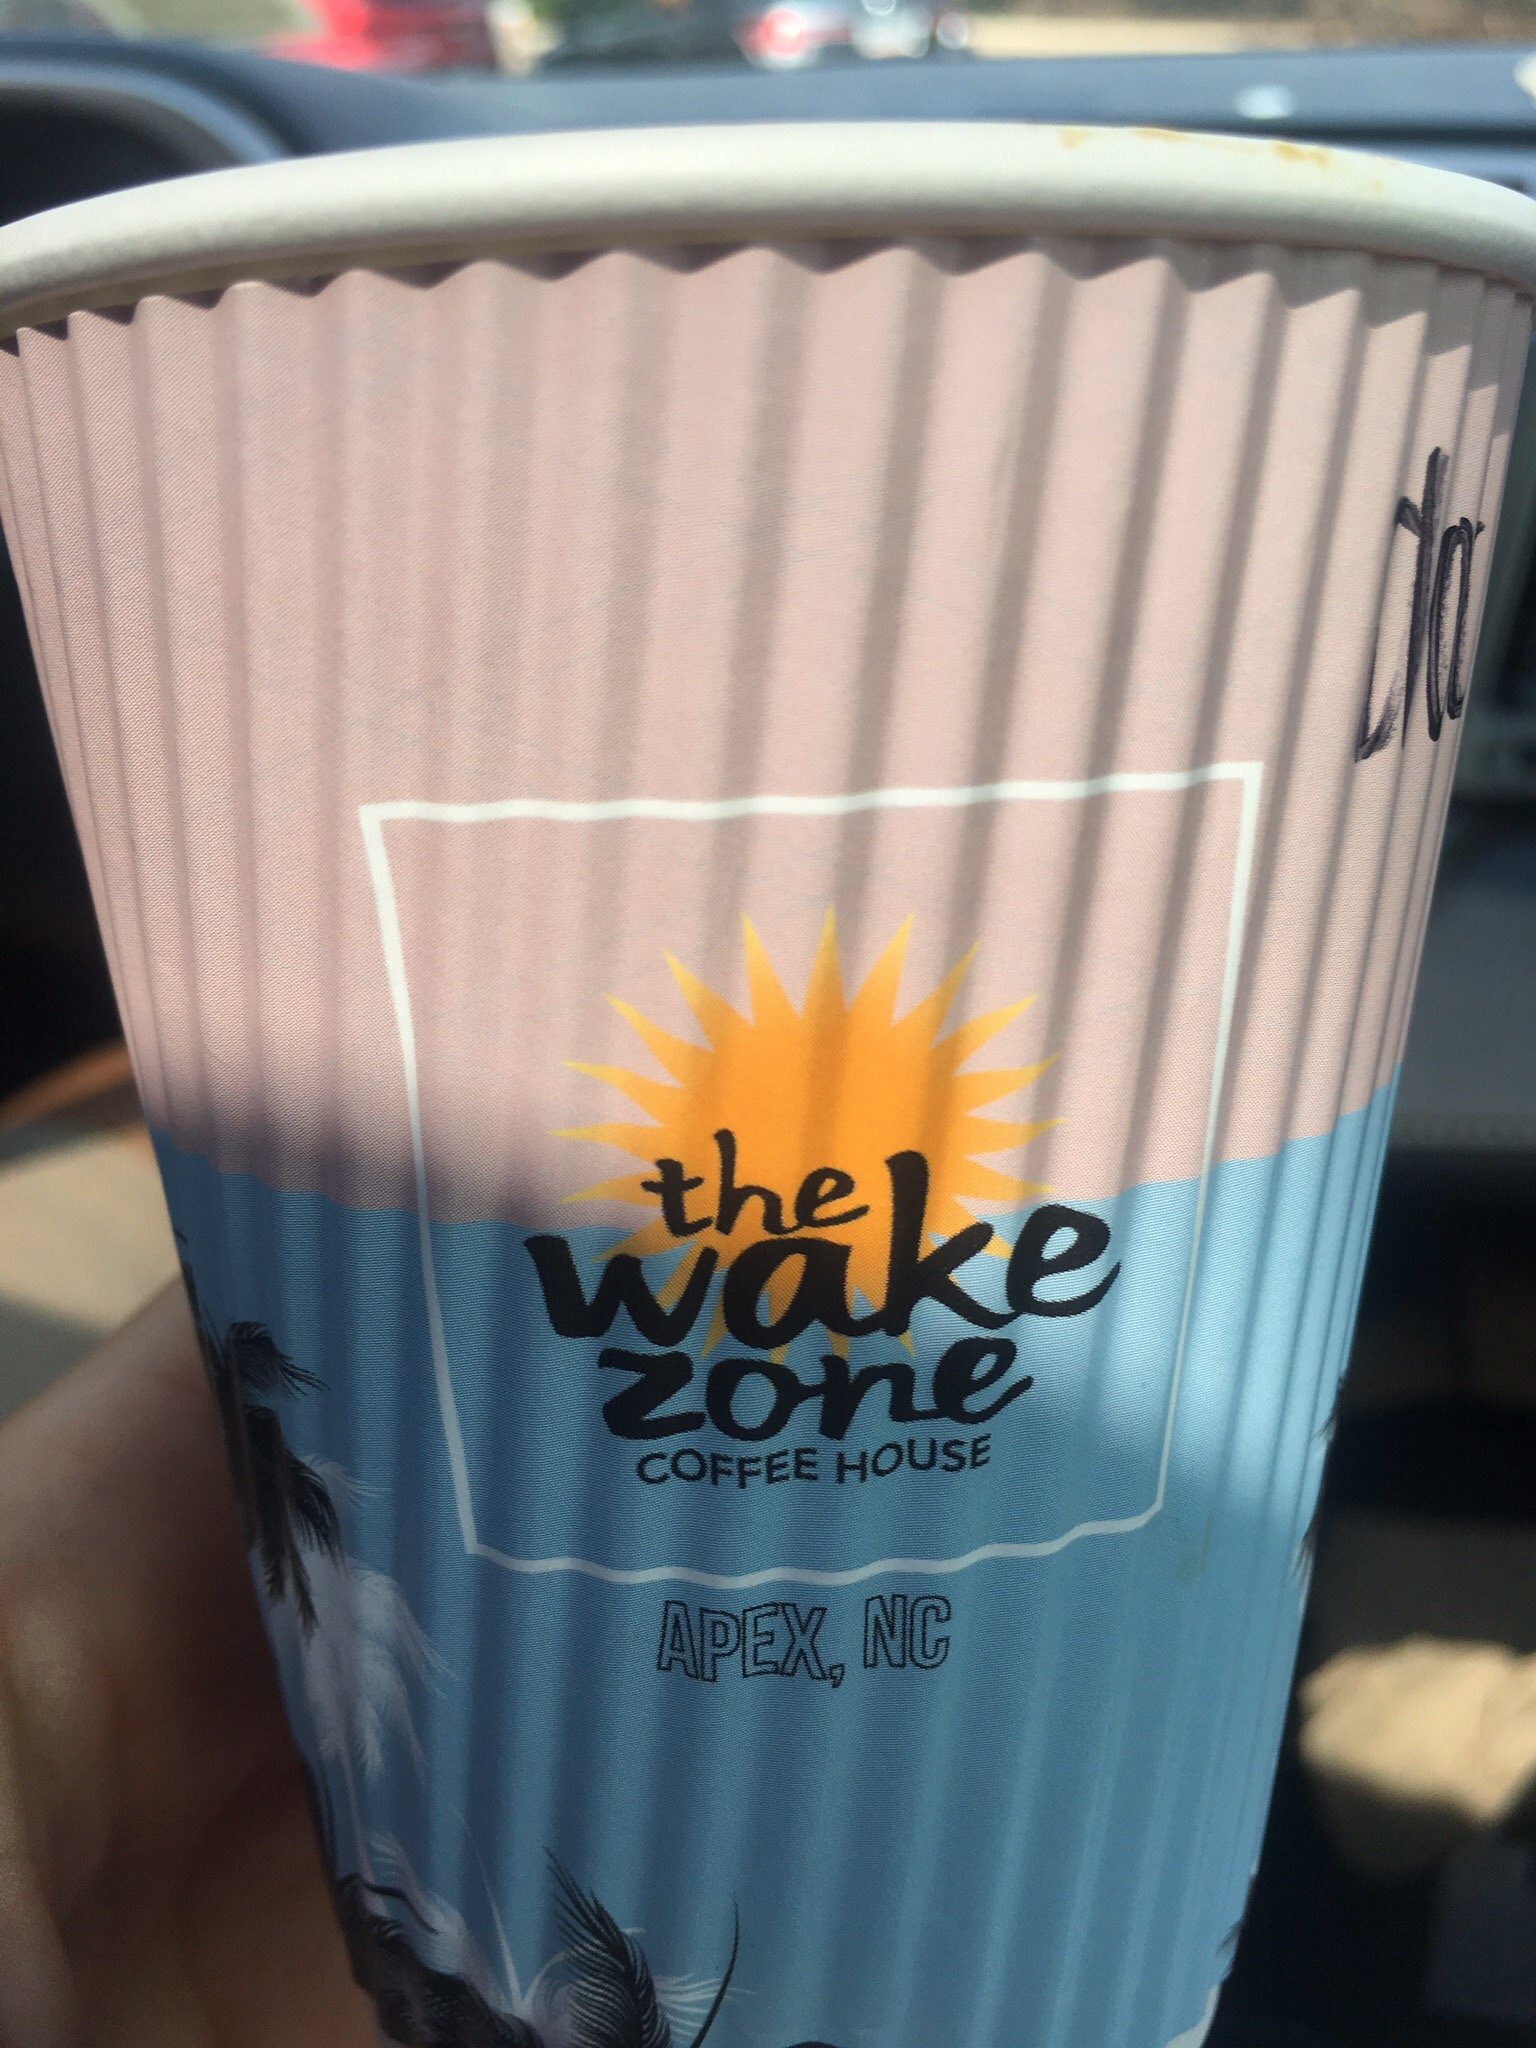 the
wake
zone
COFFEE HOUSE
APEX, NC